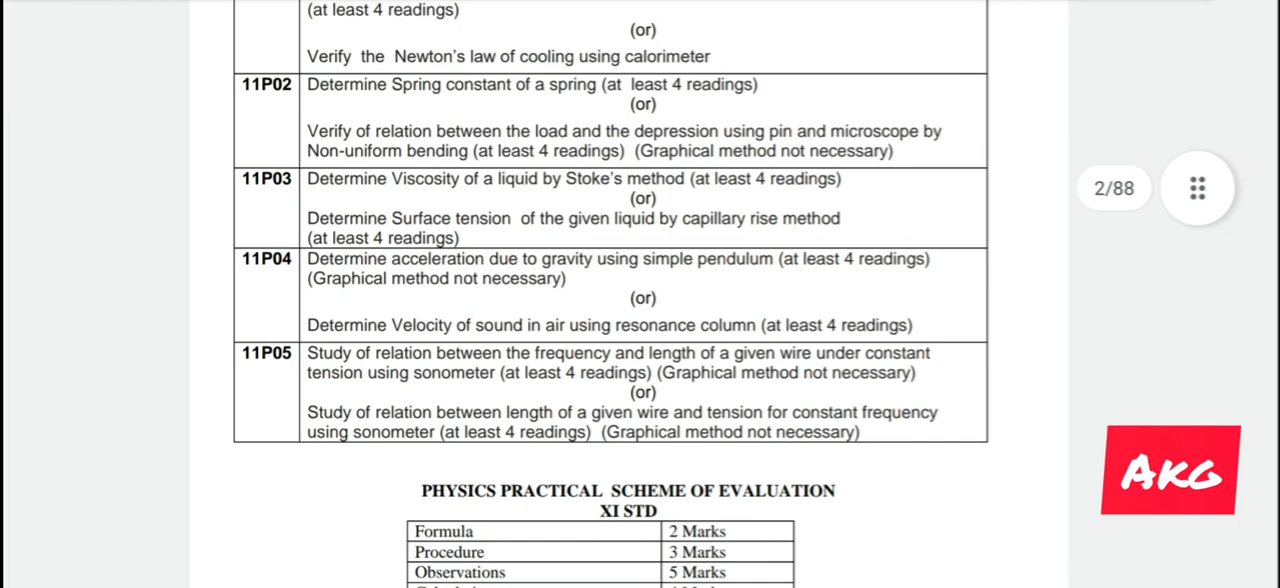 (at least 4 readings)
(or)
Verify the Newton's law of cooling using calorimeter
11P02 Determine Spring constant of a spring (at least 4 readings)
(or)
Verify of relation between the load and the depression using pin and microscope by
Non-uniform bending (at least 4 readings) (Graphical method not necessary)
11P03 Determine Viscosity of a liquid by Stoke's method (at least 4 readings)
(or)
Determine Surface tension of the given liquid by capillary rise method
(at least 4 readings)
11P04 Determine acceleration due to gravity using simple pendulum (at least 4 readings)
(Graphical method not necessary)
(or)
Determine Velocity of sound in air using resonance column (at least 4 readings)
11P05 Study of relation between the frequency and length of a given wire under constant
tension using sonometer (at least 4 readings) (Graphical method not necessary)
(or)
Study of relation between length of a given wire and tension for constant frequency
using sonometer (at least 4 readings) (Graphical method not necessary)
2/88
AKG
PHYSICS PRACTICAL SCHEME OF EVALUATION
XI STD
Formula 2 Marks
Procedure 3 Marks
Observations 5 Marks